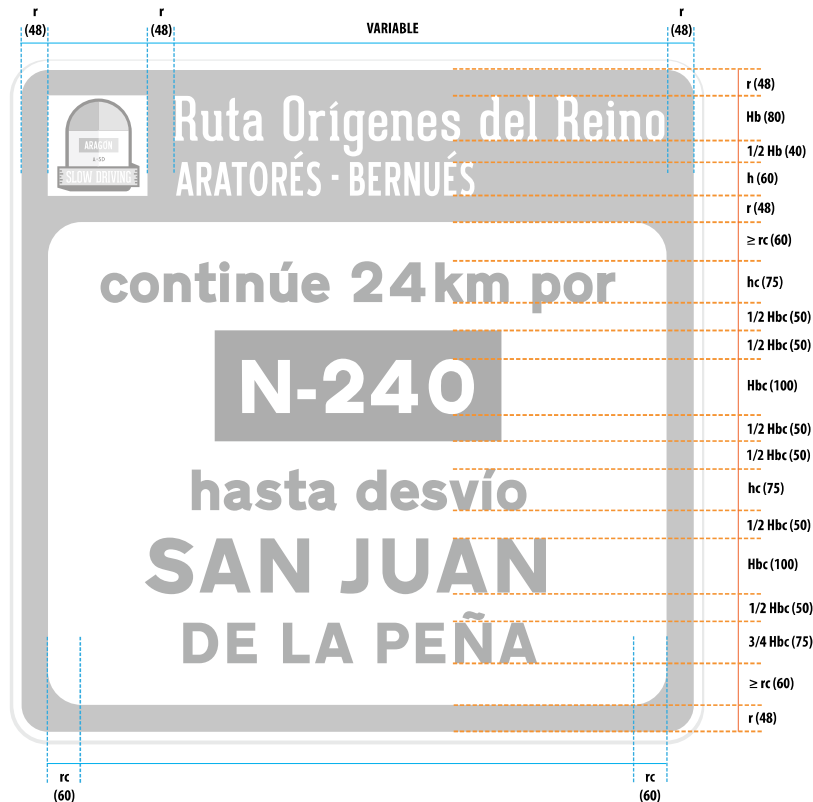 r
(48)
r
(48)
VARIABLE
r
(48)
r (48)
Ruta Orígenes del Reino
Hb (80)
ARAGÓN
A-SD
1/2 Hb (40)
SLOW DRIVING
ARATORÉS - BERNUÉS
h (60)
r (48)
≥ rc (60)
continúe 24km por
hc (75)
1/2 Hbc (50)
1/2 Hbc (50)
N-240
Hbc (100)
1/2 Hbc (50)
1/2 Hbc (50)
hasta desvío
hc (75)
1/2 Hbc (50)
SAN JUAN
Hbc (100)
1/2 Hbc (50)
DE LA PEÑA
3/4 Hbc (75)
≥ rc (60)
r (48)
rc
(60)
rc
(60)